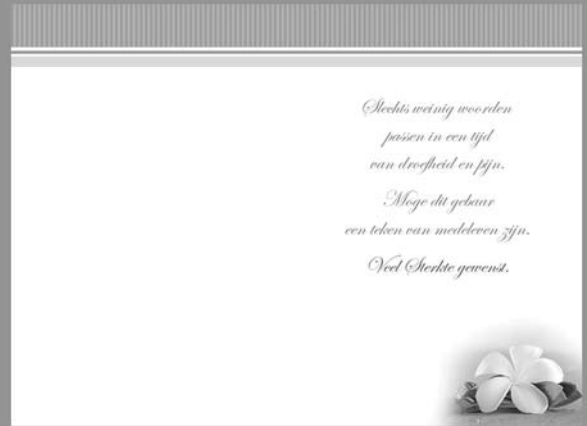 Slechts weinig woorden
passen in een tijd
van droefheid en pijn.
Moge dit gebaar
een teken van medeleven zijn.
Veel Sterkte gewenst.